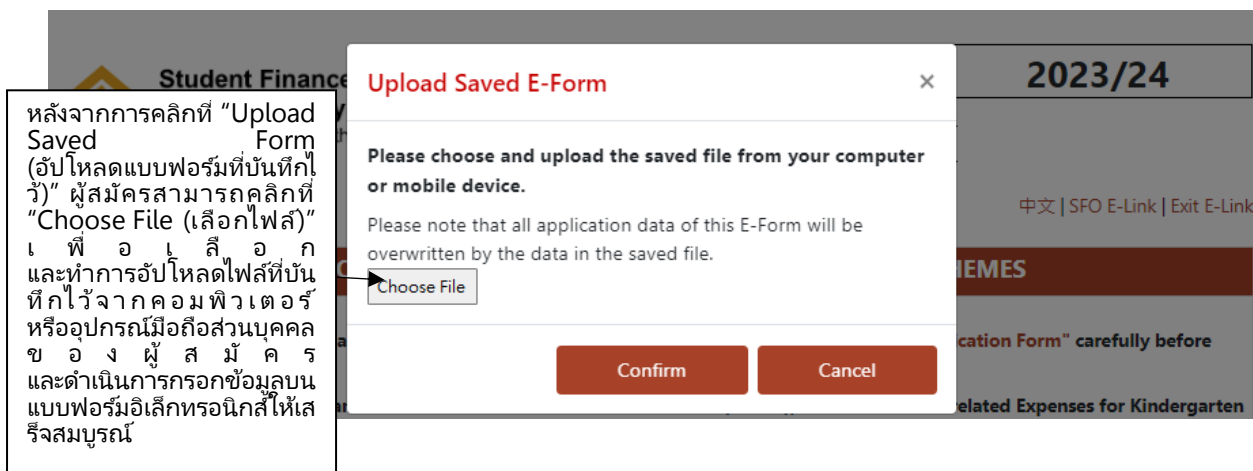 Student Finance
2023/24
中文 | SFO E-Link | Exit E-Link
HEMES
cation Form" carefully before
elated Expenses for Kindergarten
Upload Saved E-Form ×
Please choose and upload the saved file from your computer
or mobile device.
Please note that all application data of this E-Form will be
overwritten by the data in the saved file.
Choose File
Confirm Cancel
หลังจากการคลิกที่ “Upload
Saved Form
(อัปโหลดแบบฟอร์มที่บันทึกไ
ว้)” ผู้สมัครสามารถคลิกที่
“Choose File (เลือกไฟล์)”
เ พื่ อ เ ลื อ ก
และทำการอัปโหลดไฟล์ที่บัน
ทึกไว้จากคอมพิวเตอร์
หรืออุปกรณ์มือถือส่วนบุคคล
ข อ ง ผู้ ส มั ค ร
และดำเนินการกรอกข้อมูลบน
แบบฟอร์มอิเล็กทรอนิกส์ให้เส
ร็จสมบูรณ์